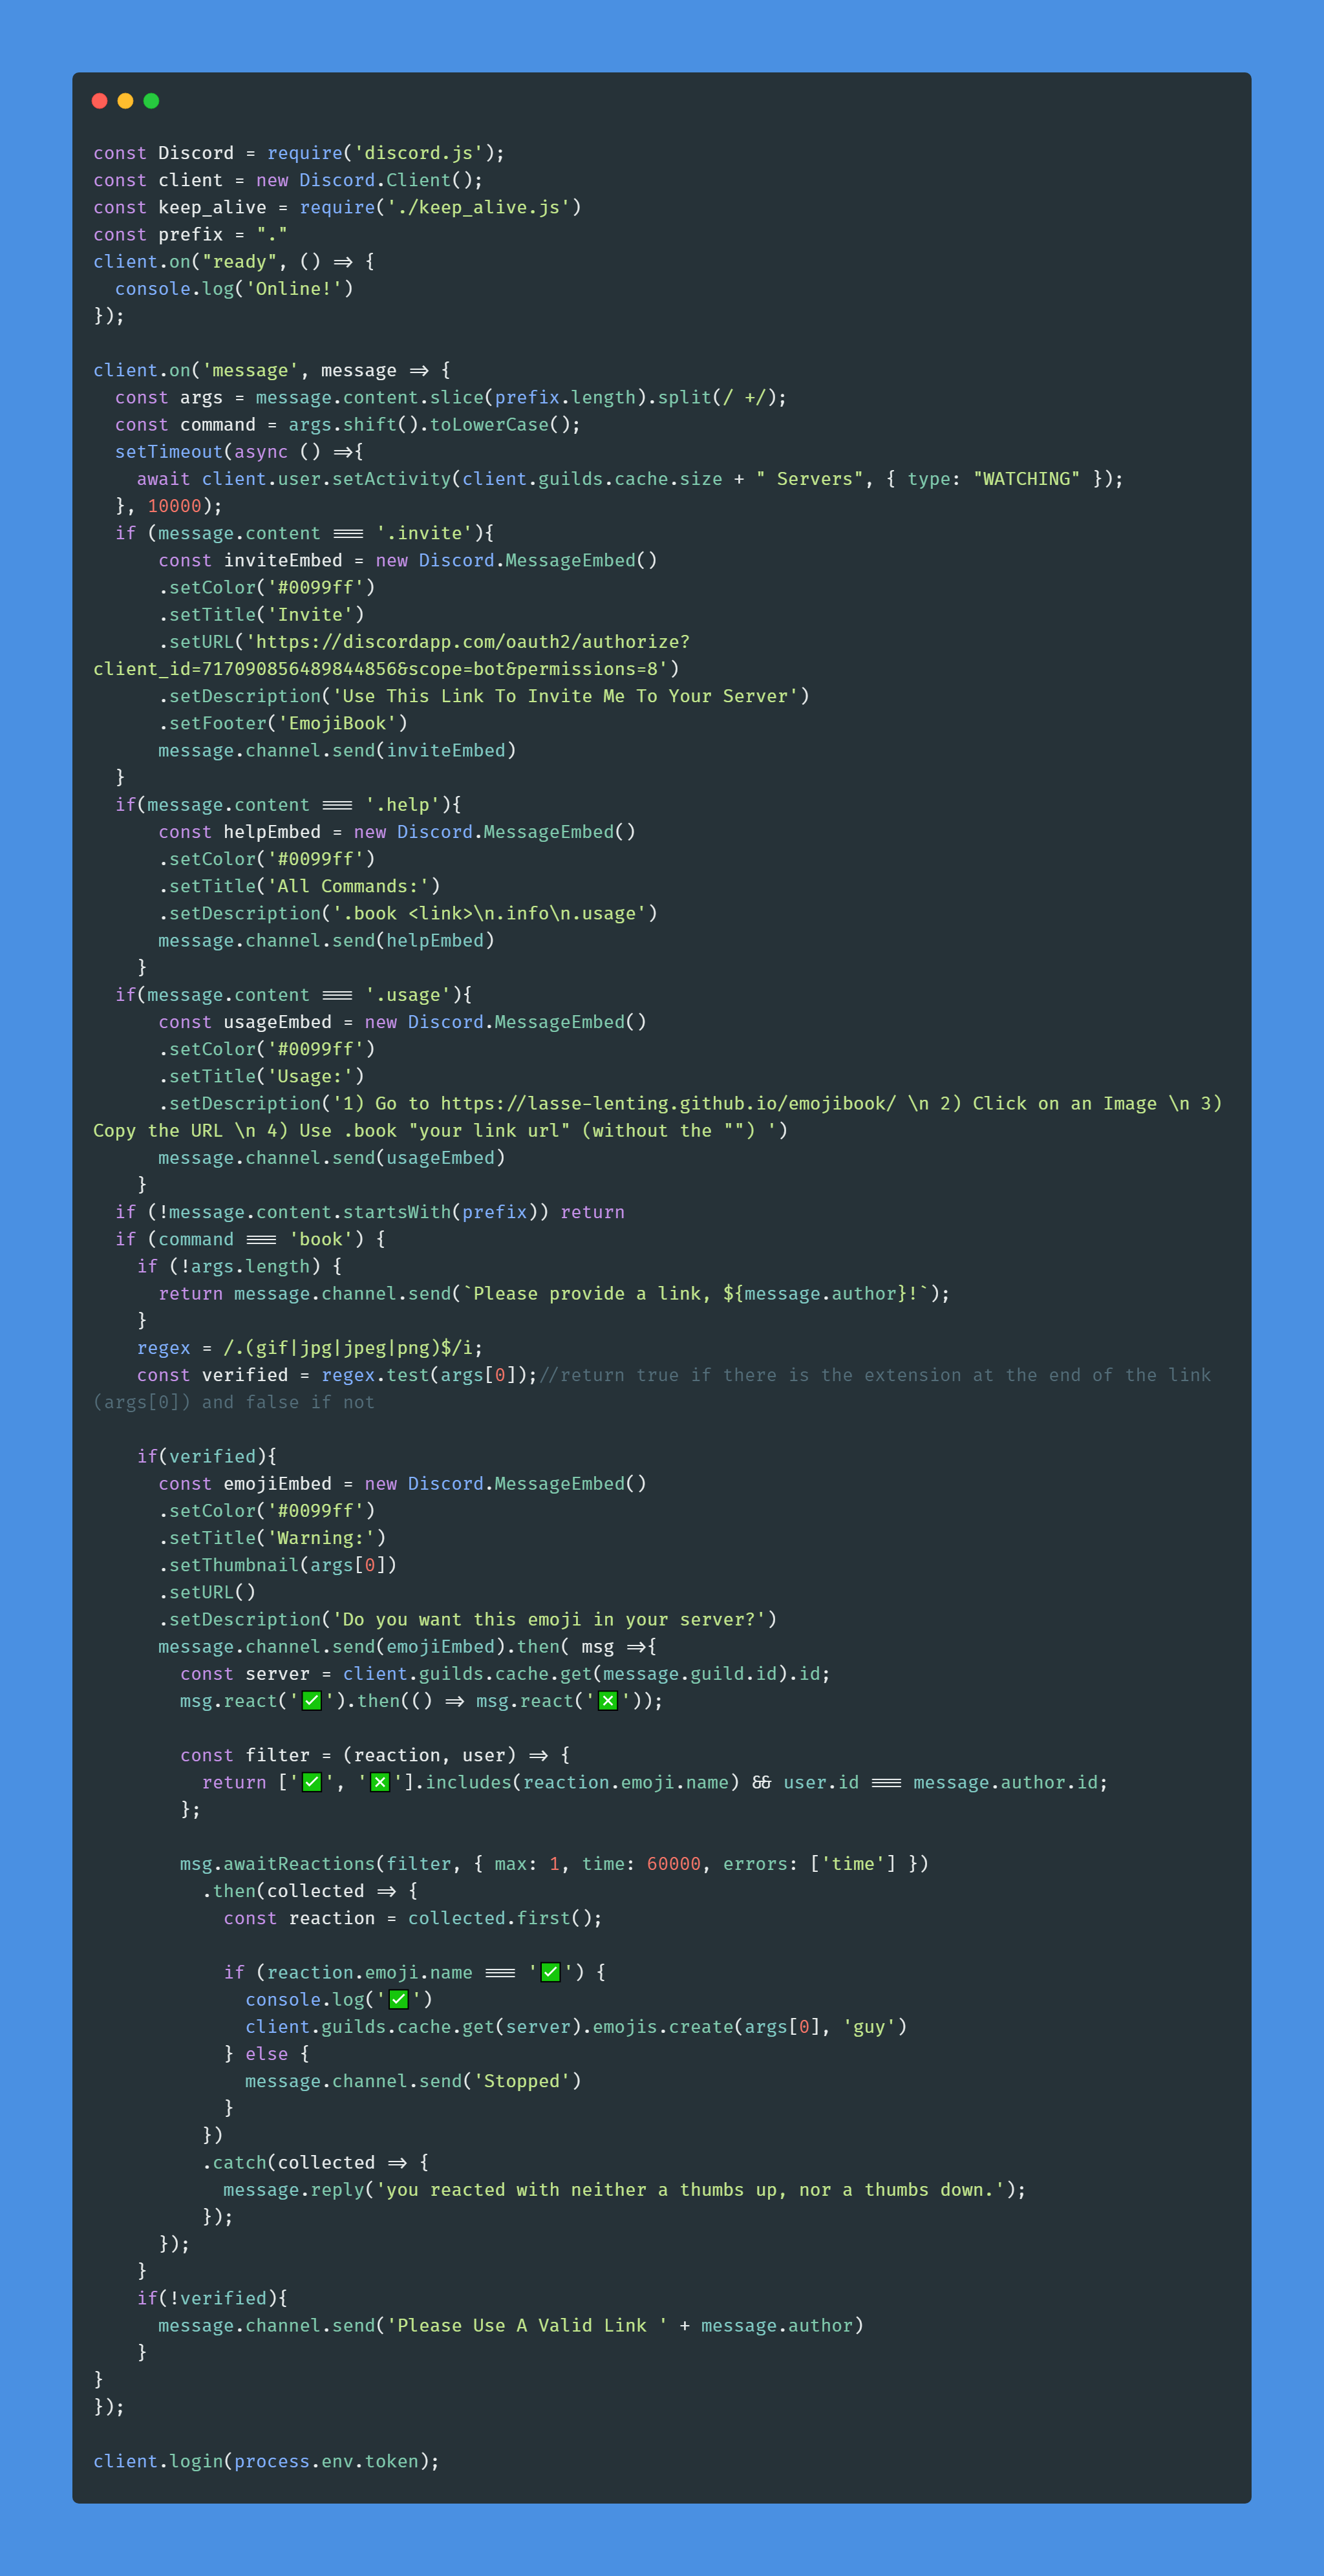 const Discord = require('discord.js');
const client = new Discord.Client();
const keep_alive = require('./keep_alive.js')
const prefix = "."
client.on("ready", () => {
  console.log('Online!')
});

client.on('message', message => {
  const args = message.content.slice(prefix.length).split(/ +/);
  const command = args.shift().toLowerCase();
  setTimeout(async () =>{
    await client.user.setActivity(client.guilds.cache.size + " Servers", { type: "WATCHING" });
  }, 10000);
  if (message.content === '.invite'){
      const inviteEmbed = new Discord.MessageEmbed()
      .setColor('#0099ff')
      .setTitle('Invite')
      .setURL('https://discordapp.com/oauth2/authorize?
client_id=717090856489844856&scope=bot&permissions=8')
      .setDescription('Use This Link To Invite Me To Your Server')
      .setFooter('EmojiBook')
      message.channel.send(inviteEmbed)
  }
  if(message.content === '.help'){
      const helpEmbed = new Discord.MessageEmbed()
      .setColor('#0099ff')
      .setTitle('All Commands:')
      .setDescription('.book <link>\n.info\n.usage')
      message.channel.send(helpEmbed)
    }
  if(message.content === '.usage'){
      const usageEmbed = new Discord.MessageEmbed()
      .setColor('#0099ff')
      .setTitle('Usage:')
      .setDescription('1) Go to https://lasse-lenting.github.io/emojibook/ \n 2) Click on an Image \n 3)
Copy the URL \n 4) Use .book "your link url" (without the "") ')
      message.channel.send(usageEmbed)
    }
  if (!message.content.startsWith(prefix)) return
  if (command === 'book') {
    if (!args.length) {
      return message.channel.send(`Please provide a link, ${message.author}!`);
    }
    regex = /.(gif|jpg|jpeg|png)$/i;
    const verified = regex.test(args[0]);//return true if there is the extension at the end of the link
(args[0]) and false if not

    if(verified){
      const emojiEmbed = new Discord.MessageEmbed()
      .setColor('#0099ff')
      .setTitle('Warning:')
      .setThumbnail(args[0])
      .setURL()
      .setDescription('Do you want this emoji in your server?')
      message.channel.send(emojiEmbed).then( msg =>{
        const server = client.guilds.cache.get(message.guild.id).id;
        msg.react('✅').then(() => msg.react('❎'));

        const filter = (reaction, user) => {
          return ['✅', '❎'].includes(reaction.emoji.name) && user.id === message.author.id;
        };

        msg.awaitReactions(filter, { max: 1, time: 60000, errors: ['time'] })
          .then(collected => {
            const reaction = collected.first();

            if (reaction.emoji.name === '✅') {
              console.log('✅')
              client.guilds.cache.get(server).emojis.create(args[0], 'guy')
            } else {
              message.channel.send('Stopped')
            }
          })
          .catch(collected => {
            message.reply('you reacted with neither a thumbs up, nor a thumbs down.');
          });
      });
    }
    if(!verified){
      message.channel.send('Please Use A Valid Link ' + message.author)
    }
}
});

client.login(process.env.token);